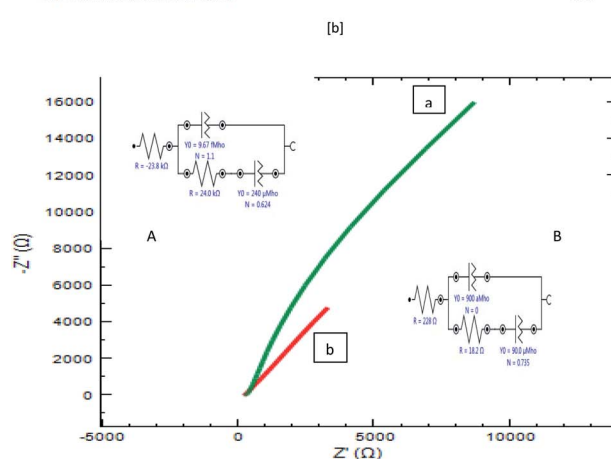 [b]
16000
14000
12000
10000
8000
6000
4000
2000
0
-Z'' (Ω)
a
Y0 = 9.67 fMho
N = 1.1
R = -23.8 kΩ
R = 24.0 kΩ
Y0 = 240 µMho
N = 0.624
A
B
Y0 = 900 aMho
N = 0
R = 228 Ω
R = 18.2 Ω
Y0 = 90.0 µMho
N = 0.735
b
-5000
0
5000
10000
Z' (Ω)